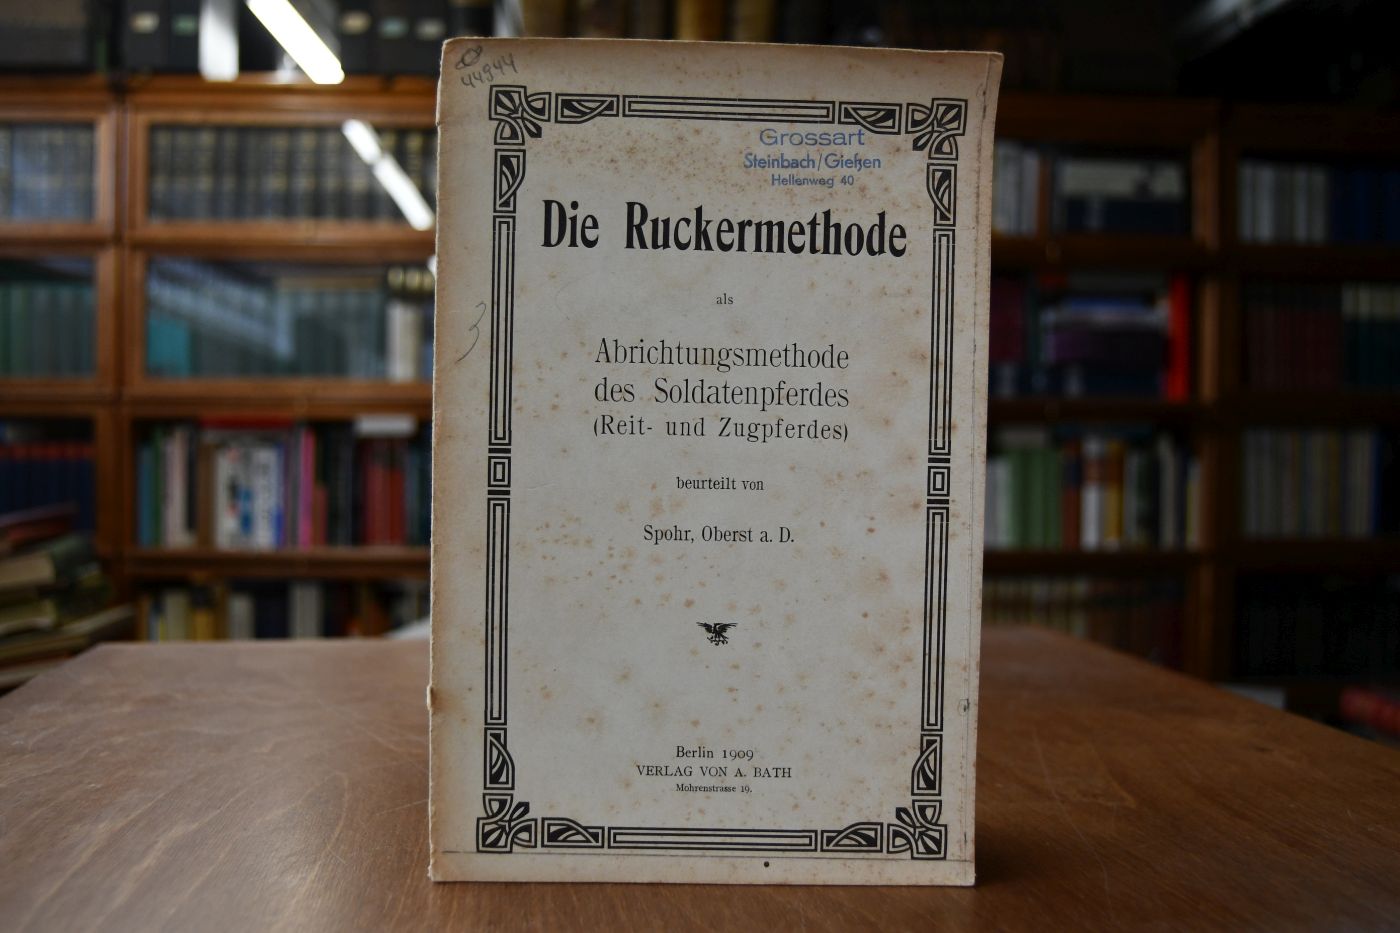 44944
Grossart
Steinbach/Gießen
Hellenweg 40
Die Ruckermethode
als
3
Abrichtungsmethode
des Soldatenpferdes
(Reit- und Zugpferdes)
beurteilt von
Spohr, Oberst a. D.
Berlin 1909
VERLAG VON A. BATH
Mohrenstrasse 19.